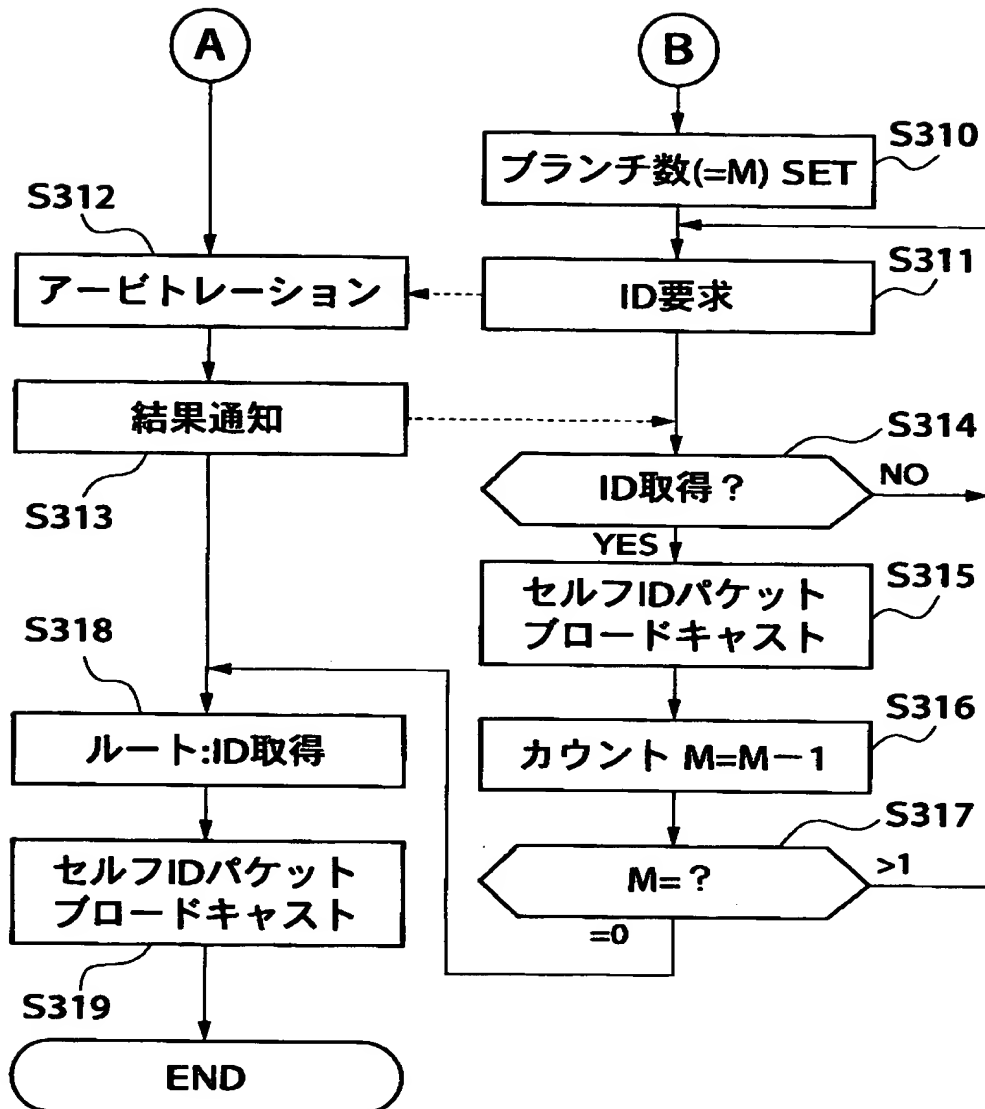 A
B
S310
ブランチ数(=M) SET
S312
S311
アービトレーション
ID要求
結果通知
S314
S313
ID取得？
NO
YES
S315
セルフIDパケット
ブロードキャスト
S318
S316
ルート:ID取得
カウント M=M－1
S317
セルフIDパケット
ブロードキャスト
M=？
>1
=0
S319
END